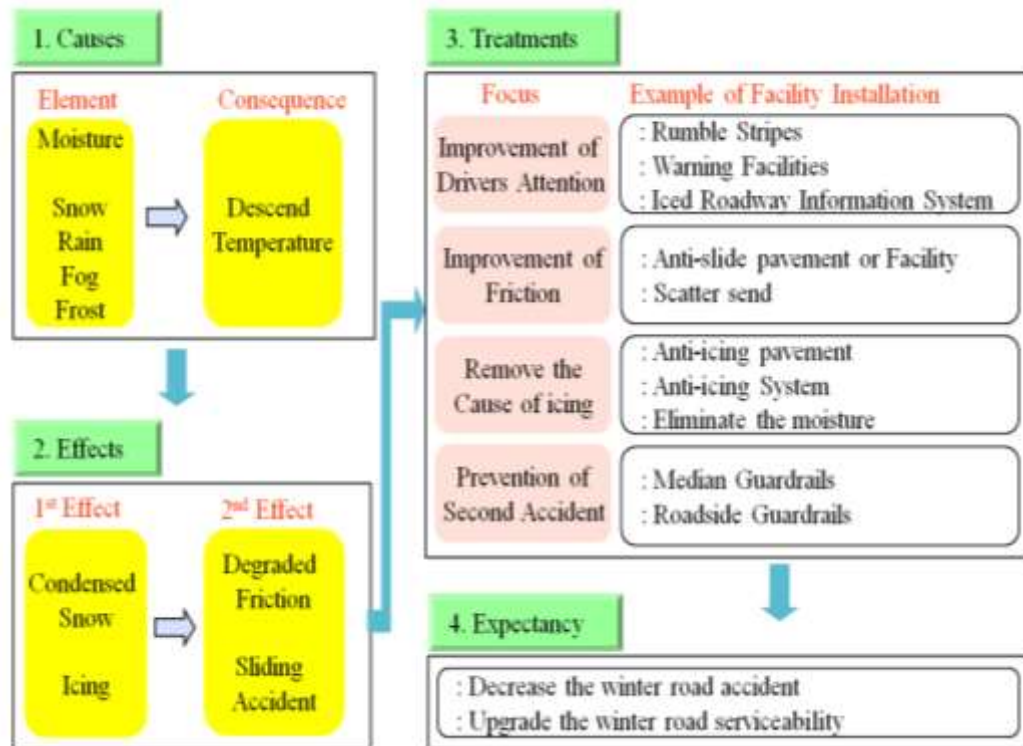 1. Causes
Element
Consequence
Moisture
Snow
Rain
Fog
Frost
Descend
Temperature
2. Effects
1st Effect
2nd Effect
Condensed
Snow
Icing
Degraded
Friction
Sliding
Accident
3. Treatments
Focus
Example of Facility Installation
Improvement of
Drivers Attention
: Rumble Stripes
: Warning Facilities
: Iced Roadway Information System
Improvement of
Friction
: Anti-slide pavement or Facility
: Scatter send
Remove the
Cause of icing
: Anti-icing pavement
: Anti-icing System
: Eliminate the moisture
Prevention of
Second Accident
: Median Guardrails
: Roadside Guardrails
4. Expectancy
: Decrease the winter road accident
: Upgrade the winter road serviceability